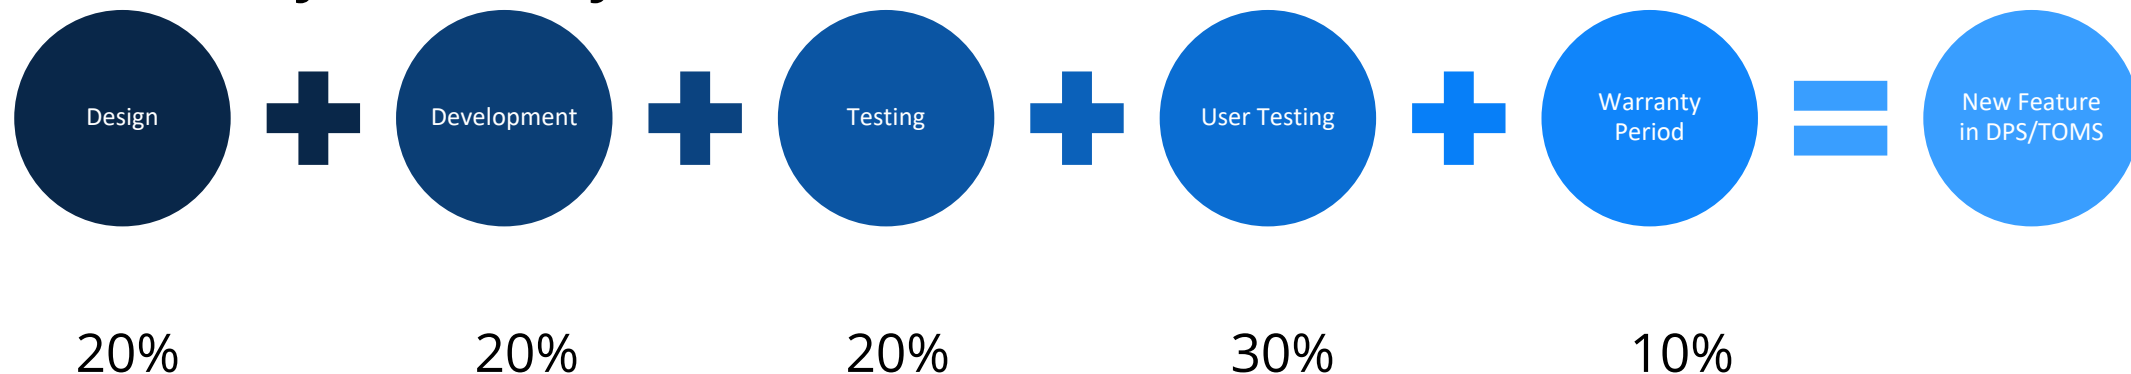 Design
Development
Testing
User Testing
Warranty
Period
New Feature
in DPS/TOMS
20%
20%
20%
30%
10%